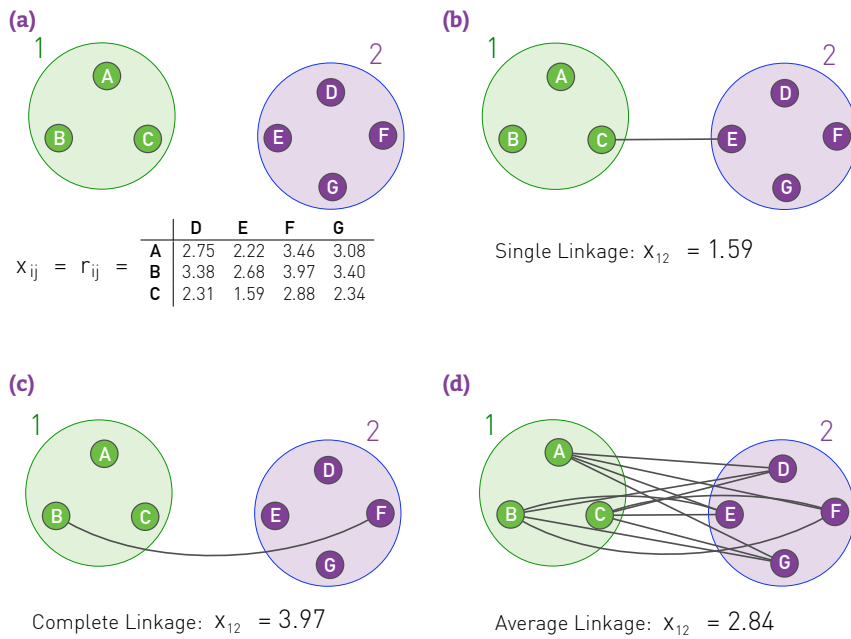 (a)
1
2
A
B
C
D
E
F
G
D E F G
A 2.75 2.22 3.46 3.08
x_ij = r_ij = B 3.38 2.68 3.97 3.40
C 2.31 1.59 2.88 2.34
(b)
1
2
A
B
C
D
E
F
G
Single Linkage: x_12 = 1.59
(c)
1
2
A
B
C
D
E
F
G
Complete Linkage: x_12 = 3.97
(d)
1
2
A
B
C
D
E
F
G
Average Linkage: x_12 = 2.84